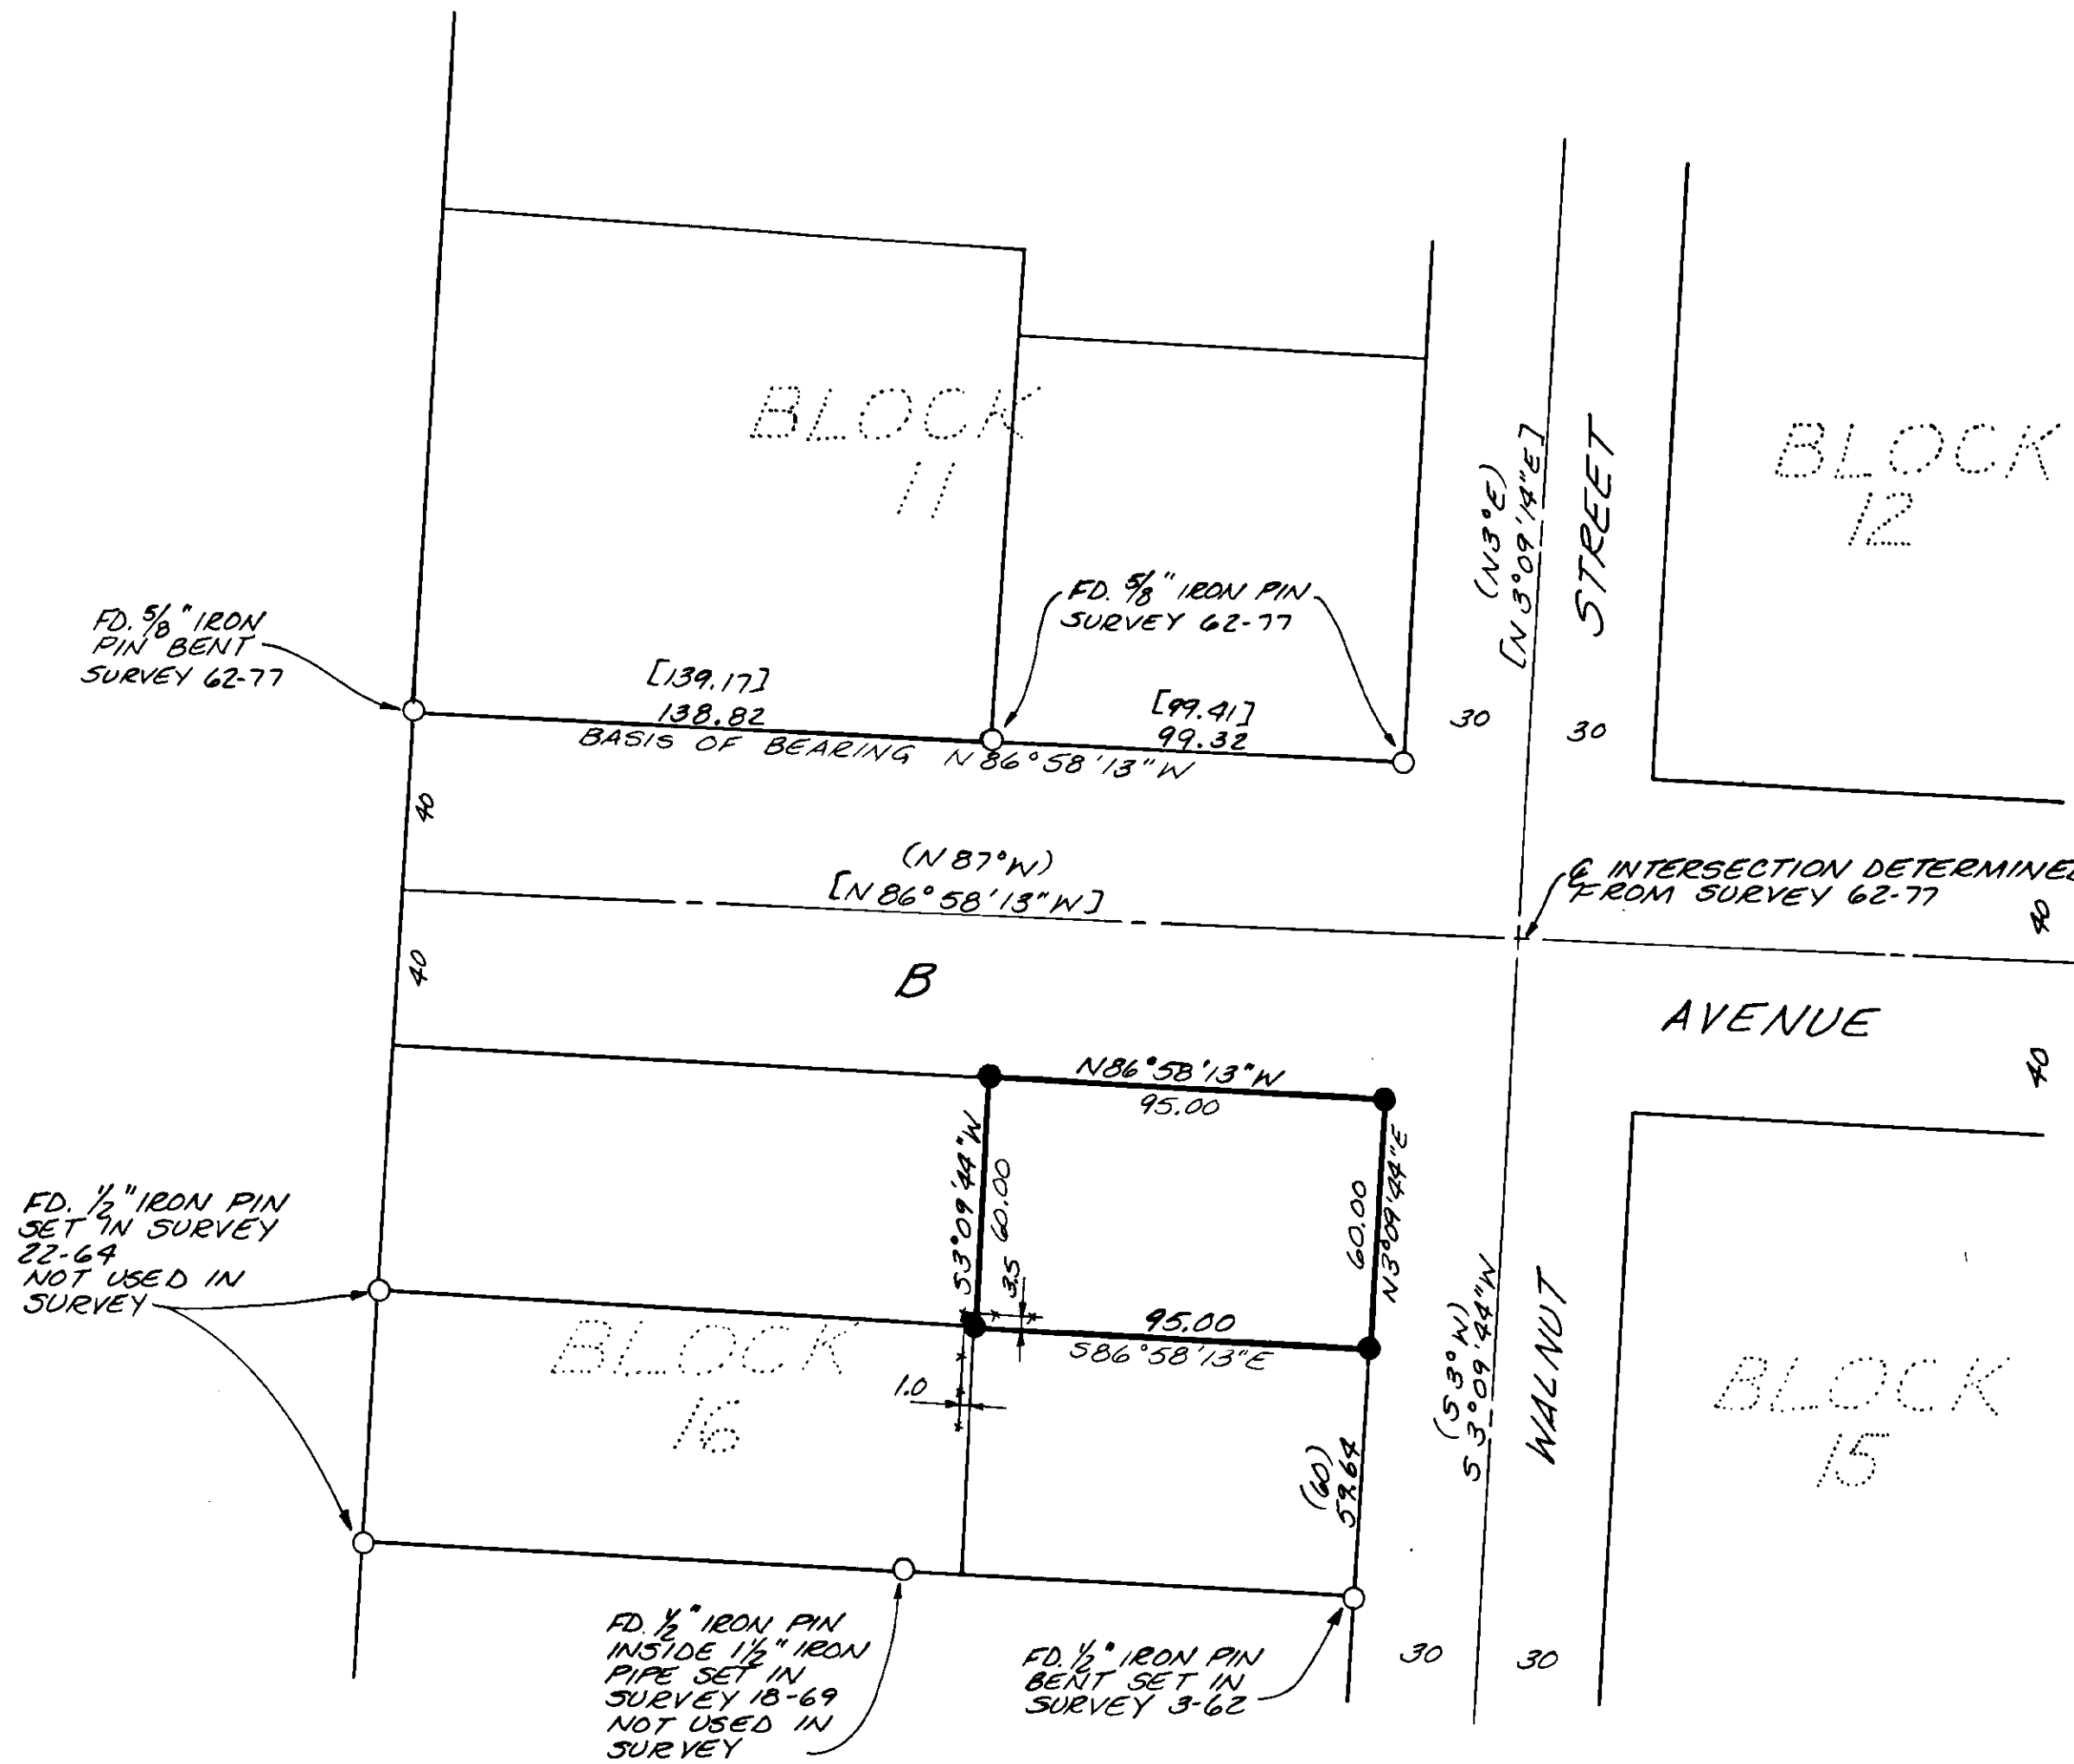 BLOCK
11
BLOCK
12
(N3°E)
[N3°09'14"E]
STREET
FD. 5/8" IRON
PIN BENT
SURVEY 62-77
FD. 5/8" IRON PIN
SURVEY 62-77
[139.17]
138.82
[99.41]
99.32
BASIS OF BEARING N86°58'13"W
30
30
40
(N87°W)
[N86°58'13"W]
℄ INTERSECTION DETERMINED
FROM SURVEY 62-77
40
40
B
AVENUE
40
N86°58'13"W
95.00
S3°09'44"W
60.00
60.00
N3°09'44"E
3.5
95.00
S86°58'13"E
FD. 1/2" IRON PIN
SET IN SURVEY
22-64
NOT USED IN
SURVEY
BLOCK
16
1.0
(60)
59.64
(S3°W)
S3°09'44"W
WALNUT
BLOCK
15
FD. 1/2" IRON PIN
INSIDE 1 1/2" IRON
PIPE SET IN
SURVEY 18-69
NOT USED IN
SURVEY
FD. 1/2" IRON PIN
BENT SET IN
SURVEY 3-62
30
30